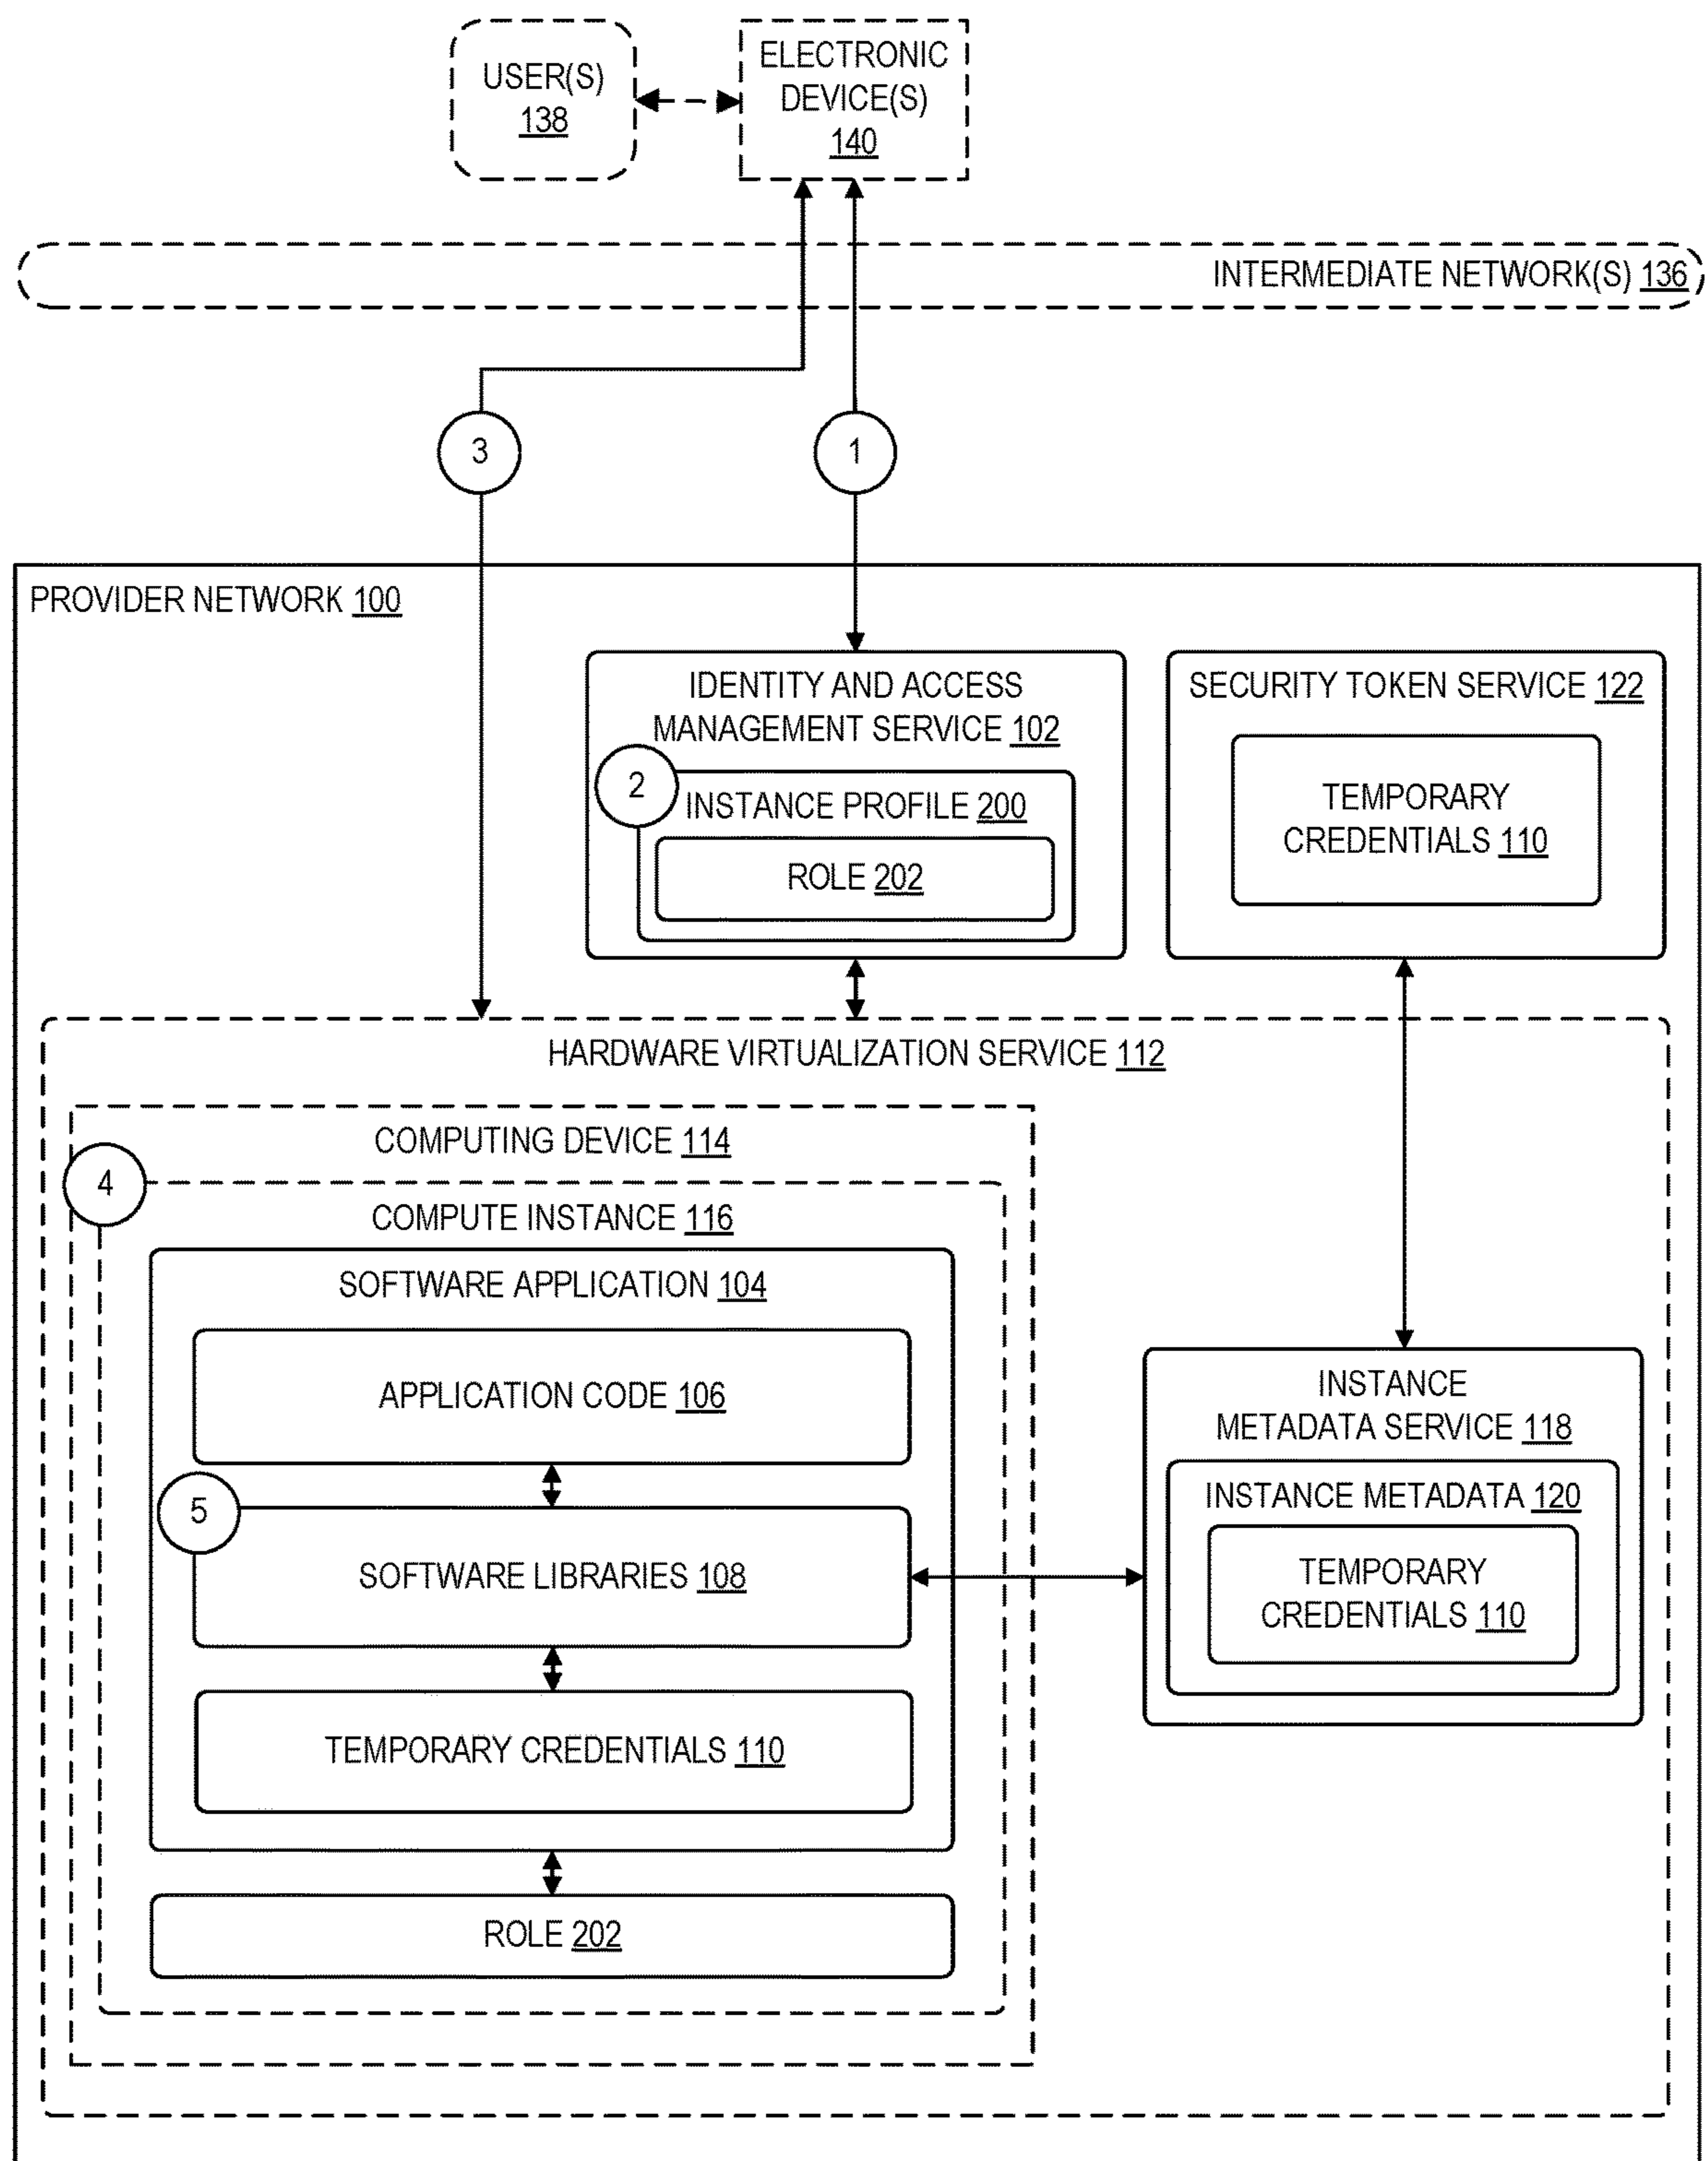 USER(S)
138
ELECTRONIC
DEVICE(S)
140
INTERMEDIATE NETWORK(S) 136
3
1
PROVIDER NETWORK 100
IDENTITY AND ACCESS
MANAGEMENT SERVICE 102
2
INSTANCE PROFILE 200
ROLE 202
SECURITY TOKEN SERVICE 122
TEMPORARY
CREDENTIALS 110
HARDWARE VIRTUALIZATION SERVICE 112
COMPUTING DEVICE 114
4
COMPUTE INSTANCE 116
SOFTWARE APPLICATION 104
APPLICATION CODE 106
5
SOFTWARE LIBRARIES 108
TEMPORARY CREDENTIALS 110
ROLE 202
INSTANCE
METADATA SERVICE 118
INSTANCE METADATA 120
TEMPORARY
CREDENTIALS 110